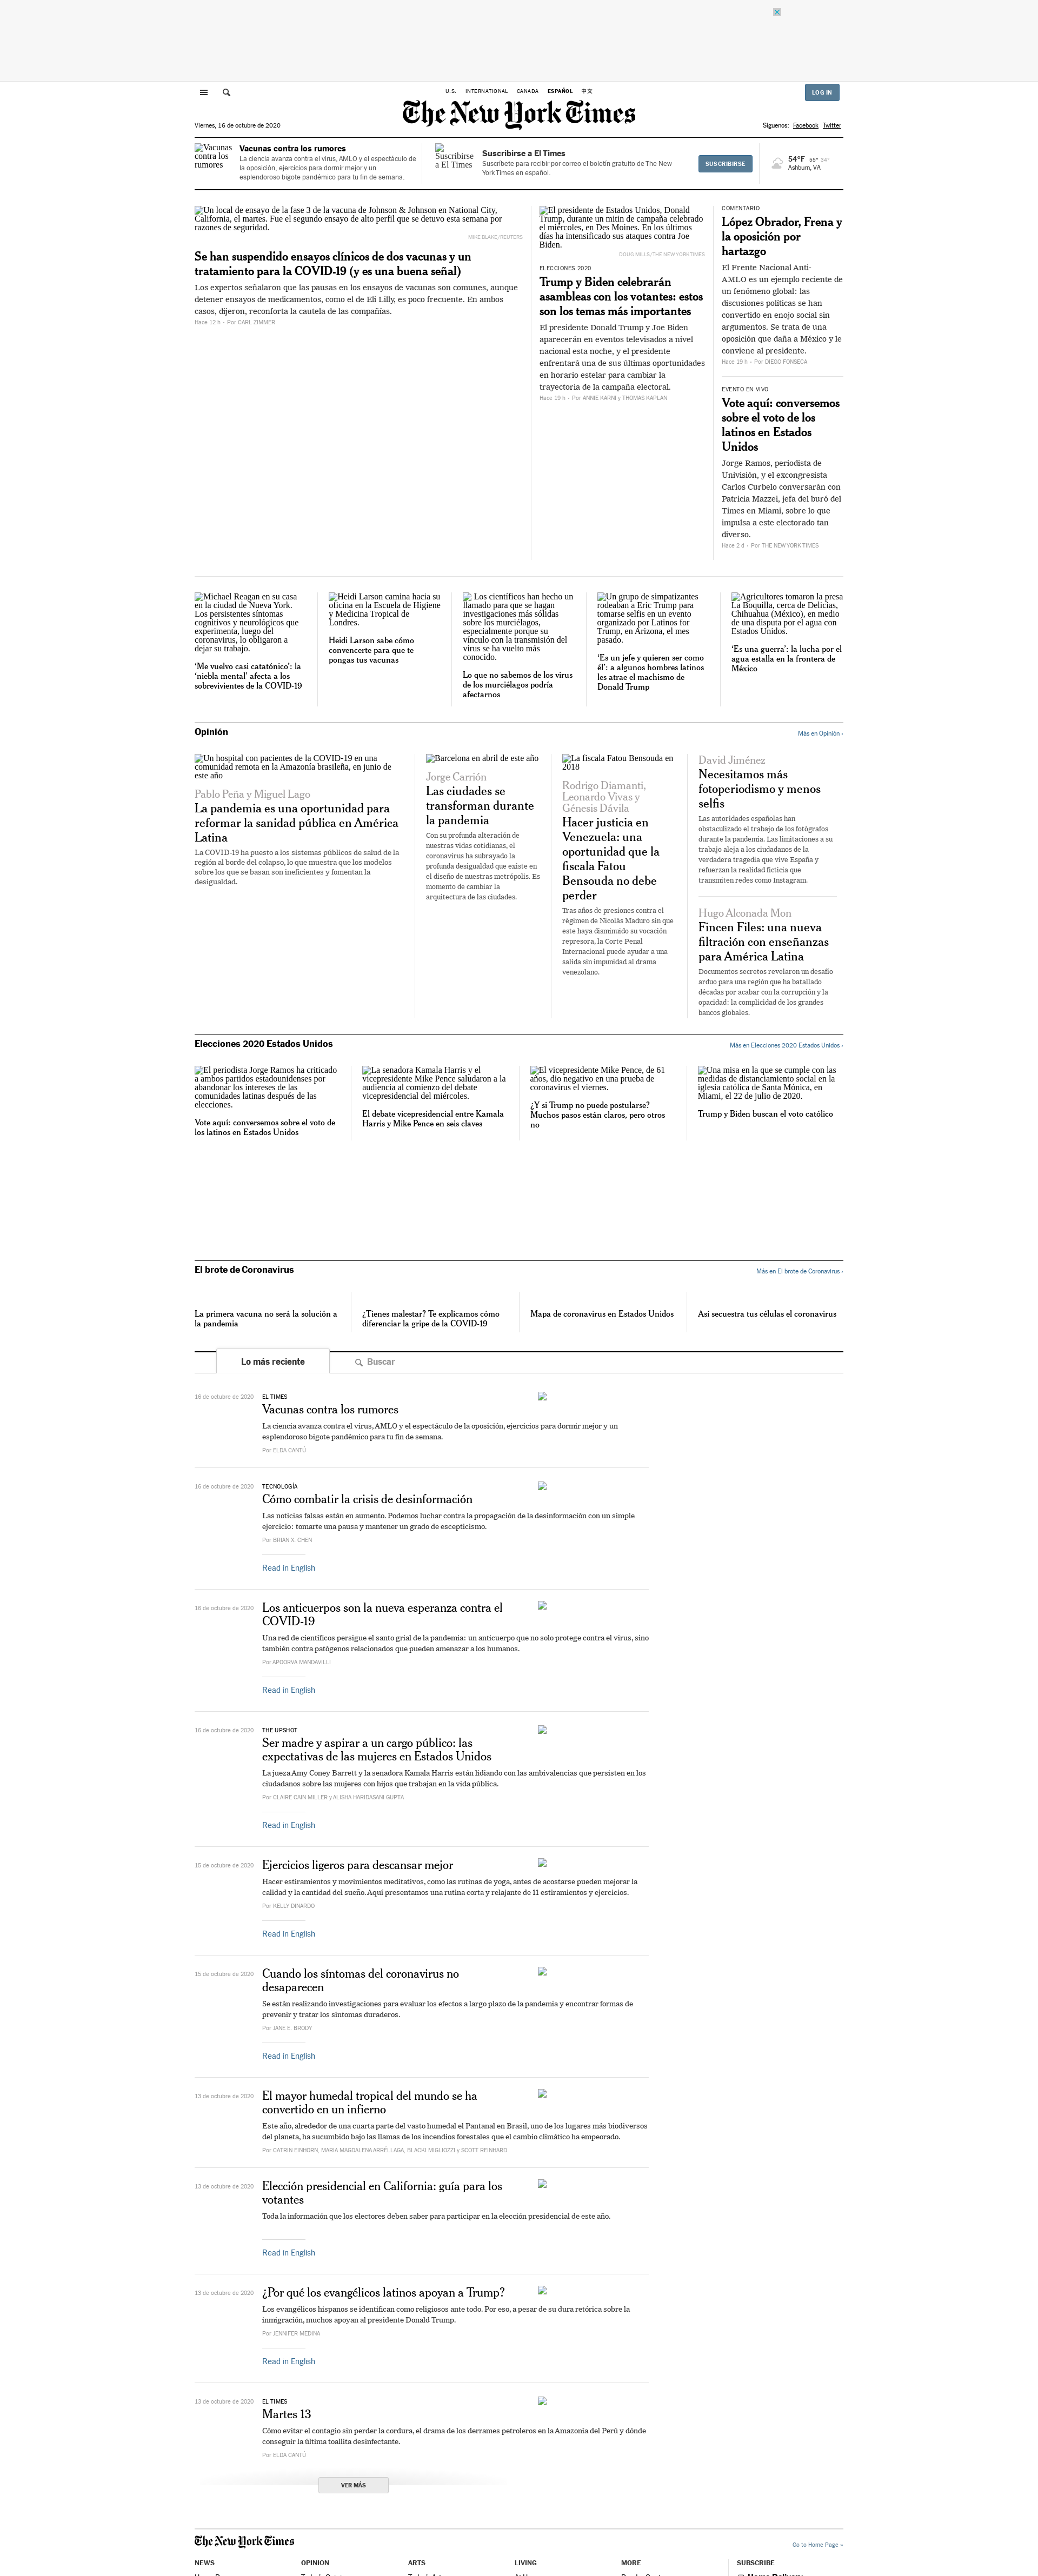 U.S.
INTERNATIONAL
CANADA
ESPAÑOL
中文
LOG IN
The New York Times
Viernes, 16 de octubre de 2020
Síguenos:
Facebook
Twitter
Vacunas contra los rumores
Vacunas contra los rumores
La ciencia avanza contra el virus, AMLO y el espectáculo de
la oposición, ejercicios para dormir mejor y un
esplendoroso bigote pandémico para tu fin de semana.
Suscribirse a El Times
Suscribirse a El Times
Suscríbete para recibir por correo el boletín gratuito de The New
York Times en español.
SUSCRIBIRSE
54°F 55° 34°
Ashburn, VA
Un local de ensayo de la fase 3 de la vacuna de Johnson & Johnson en National City,
California, el martes. Fue el segundo ensayo de alto perfil que se detuvo esta semana por
razones de seguridad.
MIKE BLAKE/REUTERS
Se han suspendido ensayos clínicos de dos vacunas y un
tratamiento para la COVID-19 (y es una buena señal)
Los expertos señalaron que las pausas en los ensayos de vacunas son comunes, aunque
detener ensayos de medicamentos, como el de Eli Lilly, es poco frecuente. En ambos
casos, dijeron, reconforta la cautela de las compañías.
Hace 12 h - Por CARL ZIMMER
El presidente de Estados Unidos, Donald
Trump, durante un mitin de campaña celebrado
el miércoles, en Des Moines. En los últimos
días ha intensificado sus ataques contra Joe
Biden.
DOUG MILLS/THE NEW YORK TIMES
ELECCIONES 2020
Trump y Biden celebrarán
asambleas con los votantes: estos
son los temas más importantes
El presidente Donald Trump y Joe Biden
aparecerán en eventos televisados a nivel
nacional esta noche, y el presidente
enfrentará una de sus últimas oportunidades
en horario estelar para cambiar la
trayectoria de la campaña electoral.
Hace 19 h - Por ANNIE KARNI y THOMAS KAPLAN
COMENTARIO
López Obrador, Frena y
la oposición por
hartazgo
El Frente Nacional Anti-
AMLO es un ejemplo reciente de
un fenómeno global: las
discusiones políticas se han
convertido en enojo social sin
argumentos. Se trata de una
oposición que daña a México y le
conviene al presidente.
Hace 19 h - Por DIEGO FONSECA
EVENTO EN VIVO
Vote aquí: conversemos
sobre el voto de los
latinos en Estados
Unidos
Jorge Ramos, periodista de
Univisión, y el excongresista
Carlos Curbelo conversarán con
Patricia Mazzei, jefa del buró del
Times en Miami, sobre lo que
impulsa a este electorado tan
diverso.
Hace 2 d - Por THE NEW YORK TIMES
Michael Reagan en su casa
en la ciudad de Nueva York.
Los persistentes síntomas
cognitivos y neurológicos que
experimenta, luego del
coronavirus, lo obligaron a
dejar su trabajo.
‘Me vuelvo casi catatónico’: la
‘niebla mental’ afecta a los
sobrevivientes de la COVID-19
Heidi Larson camina hacia su
oficina en la Escuela de Higiene
y Medicina Tropical de
Londres.
Heidi Larson sabe cómo
convencerte para que te
pongas tus vacunas
Los científicos han hecho un
llamado para que se hagan
investigaciones más sólidas
sobre los murciélagos,
especialmente porque su
vínculo con la transmisión del
virus se ha vuelto más
conocido.
Lo que no sabemos de los virus
de los murciélagos podría
afectarnos
Un grupo de simpatizantes
rodeaban a Eric Trump para
tomarse selfis en un evento
organizado por Latinos for
Trump, en Arizona, el mes
pasado.
‘Es un jefe y quieren ser como
él’: a algunos hombres latinos
les atrae el machismo de
Donald Trump
Agricultores tomaron la presa
La Boquilla, cerca de Delicias,
Chihuahua (México), en medio
de una disputa por el agua con
Estados Unidos.
‘Es una guerra’: la lucha por el
agua estalla en la frontera de
México
Opinión
Más en Opinión ›
Un hospital con pacientes de la COVID-19 en una
comunidad remota en la Amazonia brasileña, en junio de
este año
Pablo Peña y Miguel Lago
La pandemia es una oportunidad para
reformar la sanidad pública en América
Latina
La COVID-19 ha puesto a los sistemas públicos de salud de la
región al borde del colapso, lo que muestra que los modelos
sobre los que se basan son ineficientes y fomentan la
desigualdad.
Barcelona en abril de este año
Jorge Carrión
Las ciudades se
transforman durante
la pandemia
Con su profunda alteración de
nuestras vidas cotidianas, el
coronavirus ha subrayado la
profunda desigualdad que existe en
el diseño de nuestras metrópolis. Es
momento de cambiar la
arquitectura de las ciudades.
La fiscala Fatou Bensouda en
2018
Rodrigo Diamanti,
Leonardo Vivas y
Génesis Dávila
Hacer justicia en
Venezuela: una
oportunidad que la
fiscala Fatou
Bensouda no debe
perder
Tras años de presiones contra el
régimen de Nicolás Maduro sin que
este haya disminuido su vocación
represora, la Corte Penal
Internacional puede ayudar a una
salida sin impunidad al drama
venezolano.
David Jiménez
Necesitamos más
fotoperiodismo y menos
selfis
Las autoridades españolas han
obstaculizado el trabajo de los fotógrafos
durante la pandemia. Las limitaciones a su
trabajo aleja a los ciudadanos de la
verdadera tragedia que vive España y
refuerzan la realidad ficticia que
transmiten redes como Instagram.
Hugo Alconada Mon
Fincen Files: una nueva
filtración con enseñanzas
para América Latina
Documentos secretos revelaron un desafío
arduo para una región que ha batallado
décadas por acabar con la corrupción y la
opacidad: la complicidad de los grandes
bancos globales.
Elecciones 2020 Estados Unidos
Más en Elecciones 2020 Estados Unidos ›
El periodista Jorge Ramos ha criticado
a ambos partidos estadounidenses por
abandonar los intereses de las
comunidades latinas después de las
elecciones.
Vote aquí: conversemos sobre el voto de
los latinos en Estados Unidos
La senadora Kamala Harris y el
vicepresidente Mike Pence saludaron a la
audiencia al comienzo del debate
vicepresidencial del miércoles.
El debate vicepresidencial entre Kamala
Harris y Mike Pence en seis claves
El vicepresidente Mike Pence, de 61
años, dio negativo en una prueba de
coronavirus el viernes.
¿Y si Trump no puede postularse?
Muchos pasos están claros, pero otros
no
Una misa en la que se cumple con las
medidas de distanciamiento social en la
iglesia católica de Santa Mónica, en
Miami, el 22 de julio de 2020.
Trump y Biden buscan el voto católico
El brote de Coronavirus
Más en El brote de Coronavirus ›
La primera vacuna no será la solución a
la pandemia
¿Tienes malestar? Te explicamos cómo
diferenciar la gripe de la COVID-19
Mapa de coronavirus en Estados Unidos
Así secuestra tus células el coronavirus
Lo más reciente
Buscar
16 de octubre de 2020
EL TIMES
Vacunas contra los rumores
La ciencia avanza contra el virus, AMLO y el espectáculo de la oposición, ejercicios para dormir mejor y un
esplendoroso bigote pandémico para tu fin de semana.
Por ELDA CANTÚ
16 de octubre de 2020
TECNOLOGÍA
Cómo combatir la crisis de desinformación
Las noticias falsas están en aumento. Podemos luchar contra la propagación de la desinformación con un simple
ejercicio: tomarte una pausa y mantener un grado de escepticismo.
Por BRIAN X. CHEN
Read in English
16 de octubre de 2020
Los anticuerpos son la nueva esperanza contra el
COVID-19
Una red de científicos persigue el santo grial de la pandemia: un anticuerpo que no solo protege contra el virus, sino
también contra patógenos relacionados que pueden amenazar a los humanos.
Por APOORVA MANDAVILLI
Read in English
16 de octubre de 2020
THE UPSHOT
Ser madre y aspirar a un cargo público: las
expectativas de las mujeres en Estados Unidos
La jueza Amy Coney Barrett y la senadora Kamala Harris están lidiando con las ambivalencias que persisten en los
ciudadanos sobre las mujeres con hijos que trabajan en la vida pública.
Por CLAIRE CAIN MILLER y ALISHA HARIDASANI GUPTA
Read in English
15 de octubre de 2020
Ejercicios ligeros para descansar mejor
Hacer estiramientos y movimientos meditativos, como las rutinas de yoga, antes de acostarse pueden mejorar la
calidad y la cantidad del sueño. Aquí presentamos una rutina corta y relajante de 11 estiramientos y ejercicios.
Por KELLY DINARDO
Read in English
15 de octubre de 2020
Cuando los síntomas del coronavirus no
desaparecen
Se están realizando investigaciones para evaluar los efectos a largo plazo de la pandemia y encontrar formas de
prevenir y tratar los síntomas duraderos.
Por JANE E. BRODY
Read in English
13 de octubre de 2020
El mayor humedal tropical del mundo se ha
convertido en un infierno
Este año, alrededor de una cuarta parte del vasto humedal el Pantanal en Brasil, uno de los lugares más biodiversos
del planeta, ha sucumbido bajo las llamas de los incendios forestales que el cambio climático ha empeorado.
Por CATRIN EINHORN, MARIA MAGDALENA ARRÉLLAGA, BLACKI MIGLIOZZI y SCOTT REINHARD
13 de octubre de 2020
Elección presidencial en California: guía para los
votantes
Toda la información que los electores deben saber para participar en la elección presidencial de este año.
Read in English
13 de octubre de 2020
¿Por qué los evangélicos latinos apoyan a Trump?
Los evangélicos hispanos se identifican como religiosos ante todo. Por eso, a pesar de su dura retórica sobre la
inmigración, muchos apoyan al presidente Donald Trump.
Por JENNIFER MEDINA
Read in English
13 de octubre de 2020
EL TIMES
Martes 13
Cómo evitar el contagio sin perder la cordura, el drama de los derrames petroleros en la Amazonía del Perú y dónde
conseguir la última toallita desinfectante.
Por ELDA CANTÚ
VER MÁS
The New York Times
Go to Home Page »
NEWS
OPINION
ARTS
LIVING
MORE
SUBSCRIBE